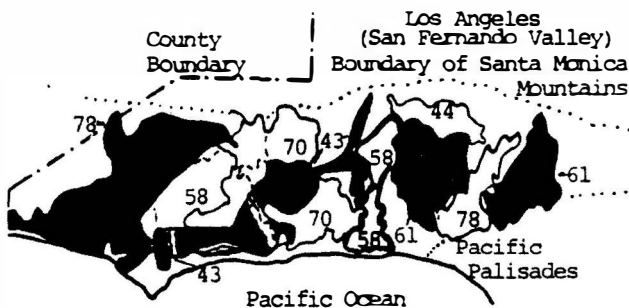 Los Angeles
(San Fernando Valley)
County
Boundary
Boundary of Santa Monica
Mountains
78
44
70
43
58
58
61
70
58
61
78
43
Pacific
Palisades
Pacific Ocean